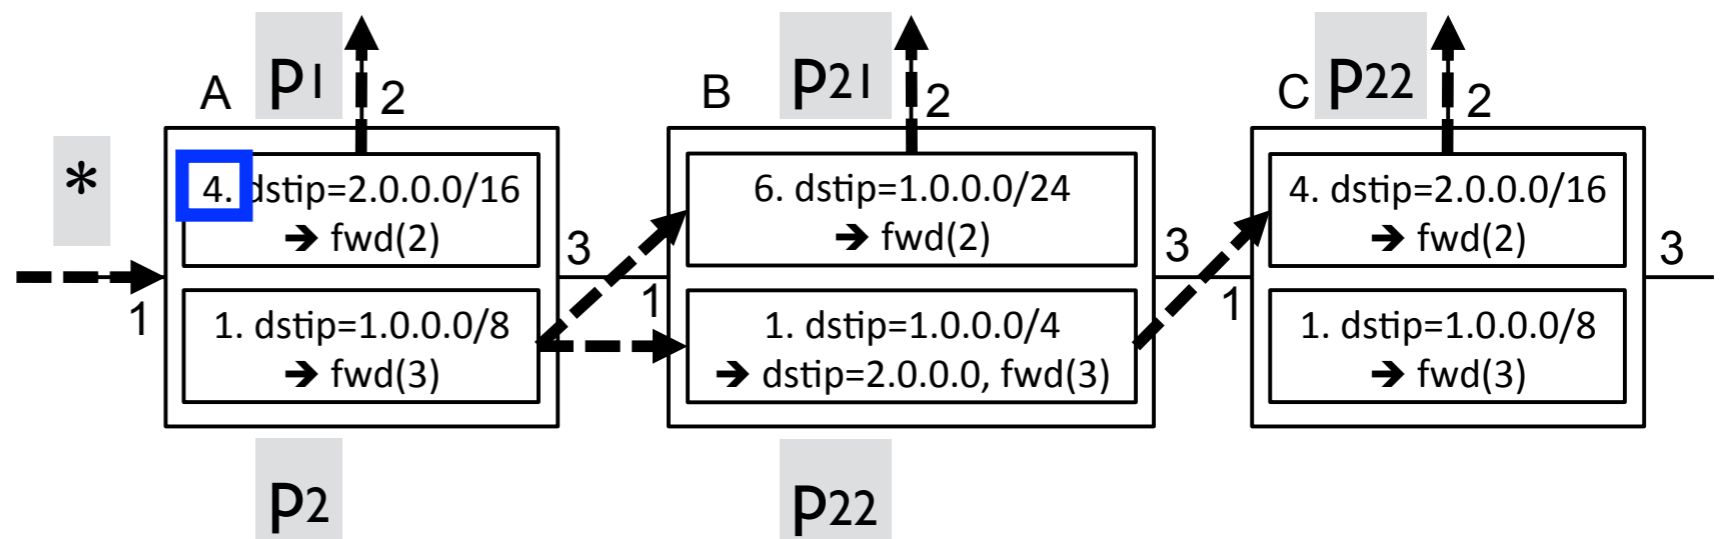 A p1 2 B p21 2 C p22 2
*
4. dstip=2.0.0.0/16
➔ fwd(2)
6. dstip=1.0.0.0/24
➔ fwd(2)
4. dstip=2.0.0.0/16
➔ fwd(2)
1 3 1 3 1 3
1. dstip=1.0.0.0/8
➔ fwd(3)
1. dstip=1.0.0.0/4
➔ dstip=2.0.0.0, fwd(3)
1. dstip=1.0.0.0/8
➔ fwd(3)
p2 p22